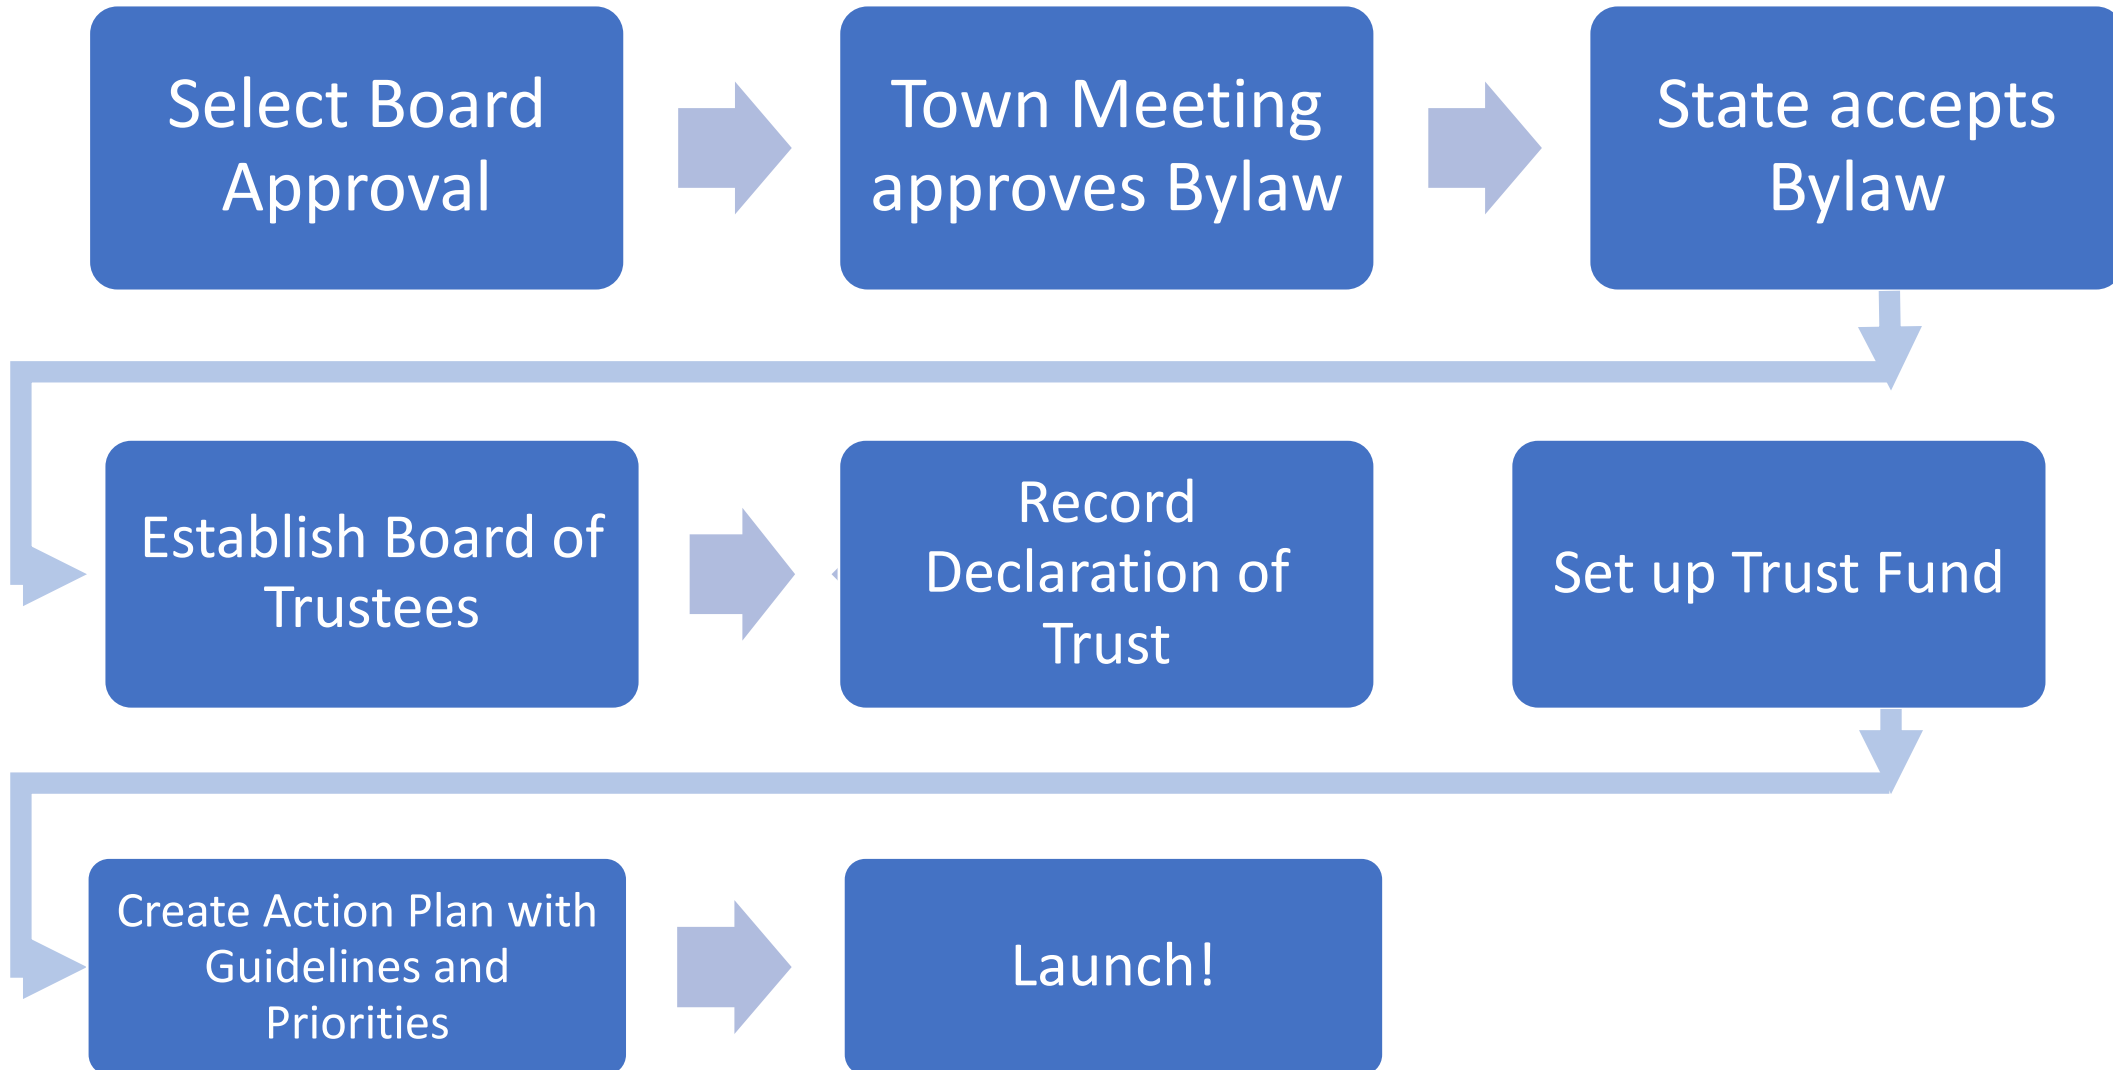 Select Board
Approval
Town Meeting
approves Bylaw
State accepts
Bylaw
Establish Board of
Trustees
Record
Declaration of
Trust
Set up Trust Fund
Create Action Plan with
Guidelines and
Priorities
Launch!